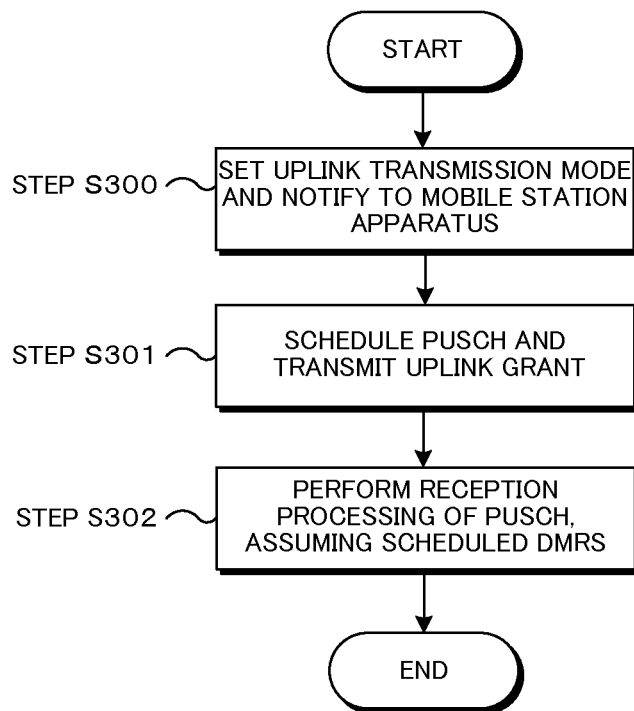 START
STEP S300
SET UPLINK TRANSMISSION MODE
AND NOTIFY TO MOBILE STATION
APPARATUS
STEP S301
SCHEDULE PUSCH AND
TRANSMIT UPLINK GRANT
STEP S302
PERFORM RECEPTION
PROCESSING OF PUSCH,
ASSUMING SCHEDULED DMRS
END